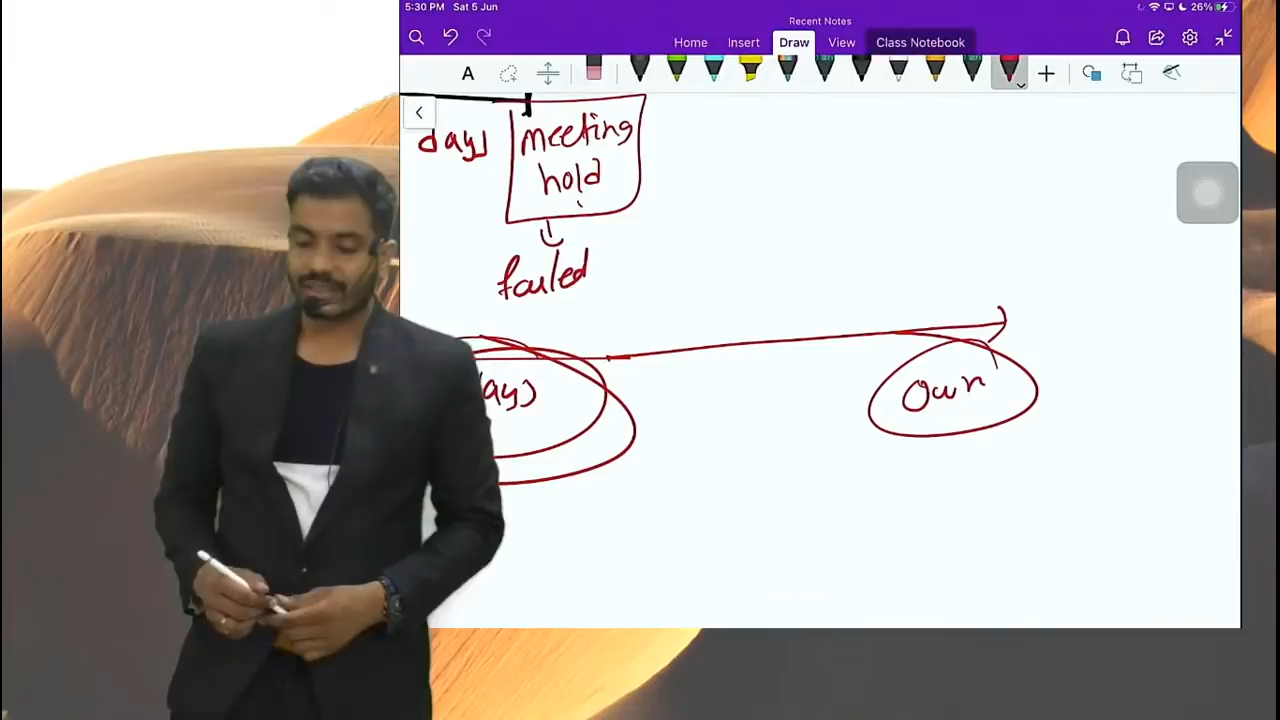 5:30 PM Sat 5 Jun
26%
Recent Notes
Home Insert Draw View Class Notebook
A
days
meeting
hold
failed
ays
own